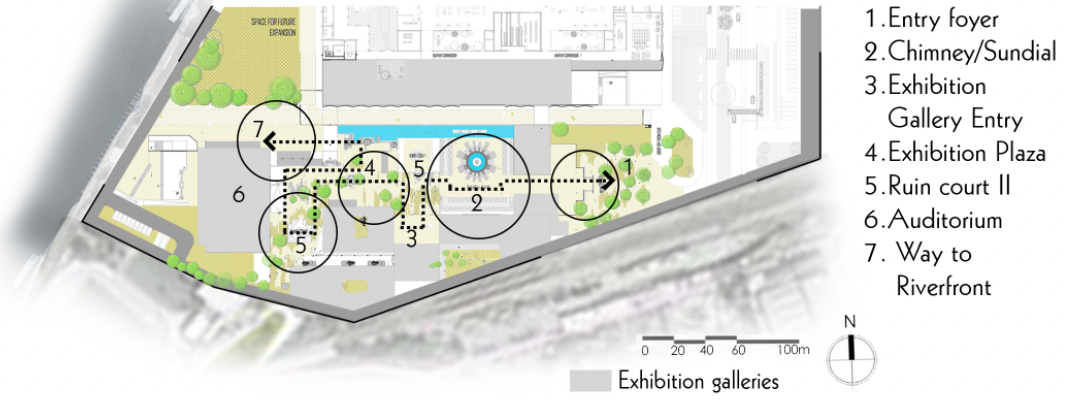 SPACE FOR FUTURE
EXPANSION
7
4
5
1
6
2
5
3
1. Entry foyer
2. Chimney/Sundial
3. Exhibition
Gallery Entry
4. Exhibition Plaza
5. Ruin court II
6. Auditorium
7. Way to
Riverfront
N
0 20 40 60 100m
Exhibition galleries